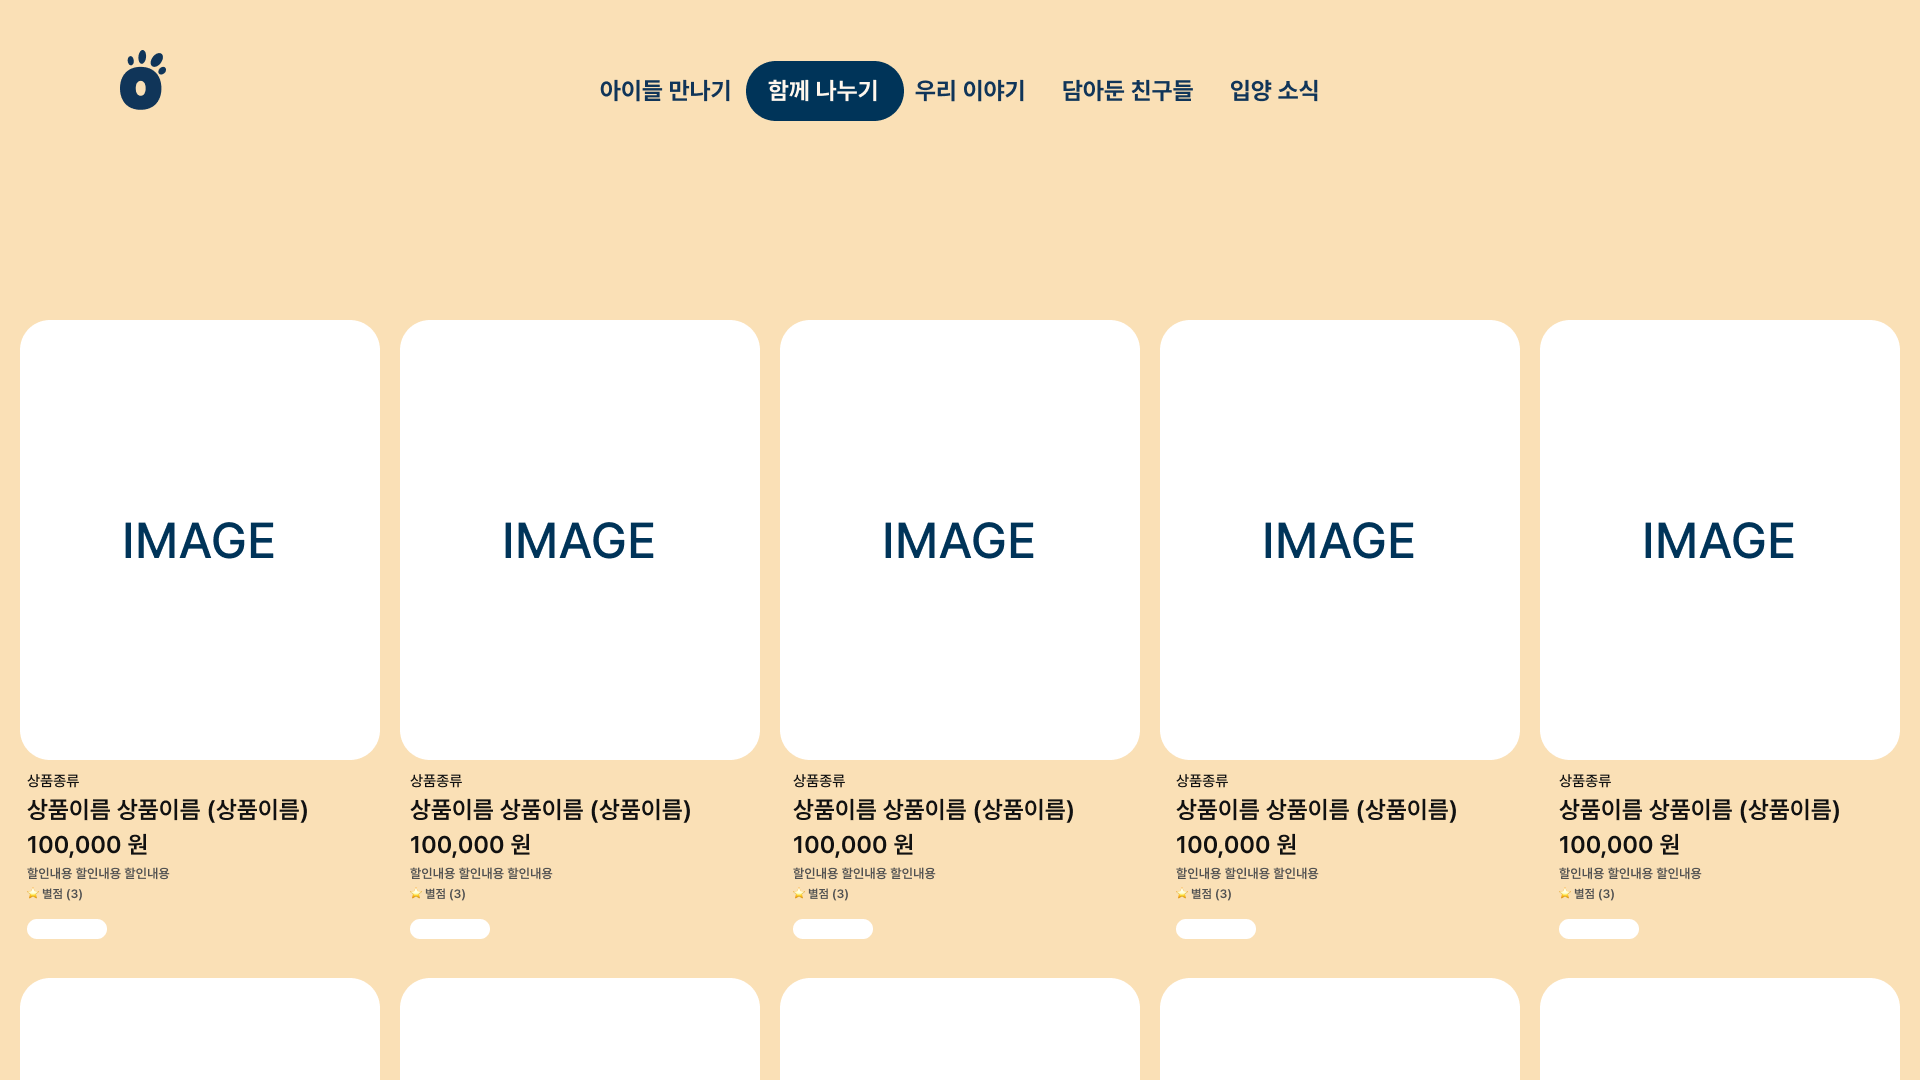 아이들 만나기 함께 나누기 우리 이야기 담아둔 친구들 입양 소식
IMAGE IMAGE IMAGE IMAGE IMAGE
상품종류 상품종류 상품종류 상품종류 상품종류
상품이름 상품이름 (상품이름) 상품이름 상품이름 (상품이름) 상품이름 상품이름 (상품이름) 상품이름 상품이름 (상품이름) 상품이름 상품이름 (상품이름)
100,000 원 100,000 원 100,000 원 100,000 원 100,000 원
할인내용 할인내용 할인내용 할인내용 할인내용 할인내용 할인내용 할인내용 할인내용 할인내용 할인내용 할인내용 할인내용 할인내용 할인내용
⭐ 별점 (3) ⭐ 별점 (3) ⭐ 별점 (3) ⭐ 별점 (3) ⭐ 별점 (3)